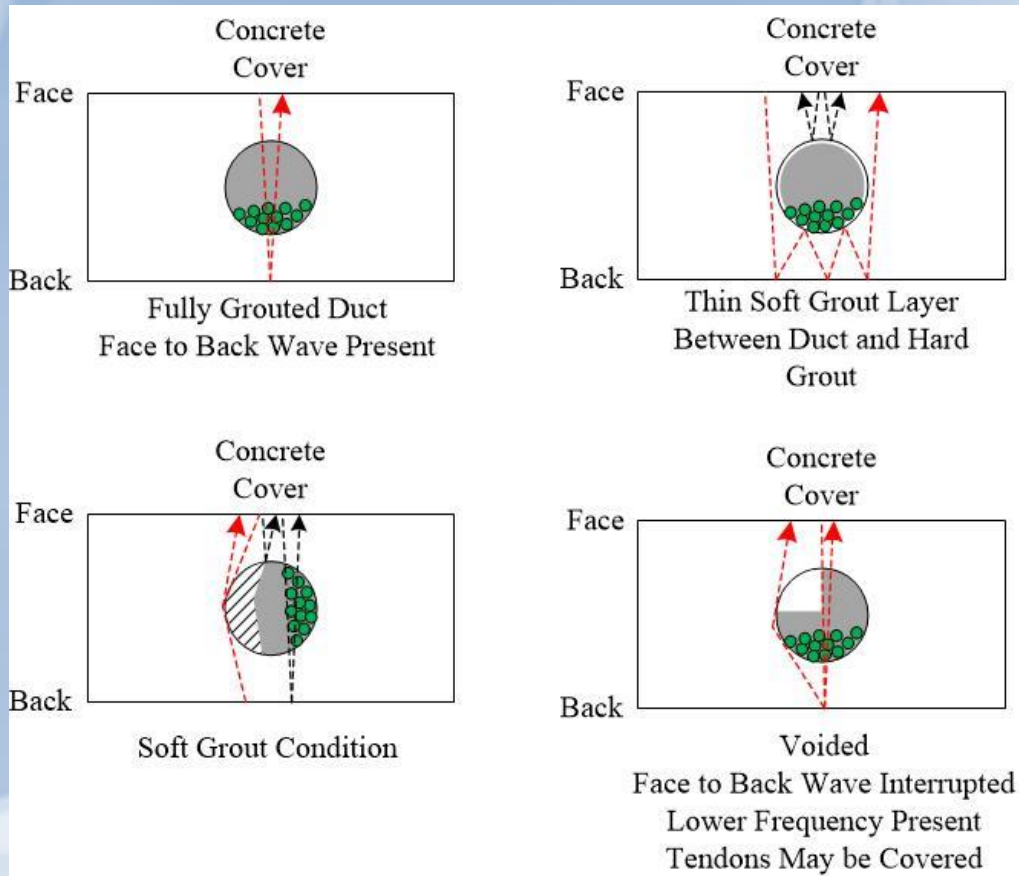 Concrete
Cover
Face
Back
Fully Grouted Duct
Face to Back Wave Present
Concrete
Cover
Face
Back
Thin Soft Grout Layer
Between Duct and Hard
Grout
Concrete
Cover
Face
Back
Soft Grout Condition
Concrete
Cover
Face
Back
Voided
Face to Back Wave Interrupted
Lower Frequency Present
Tendons May be Covered